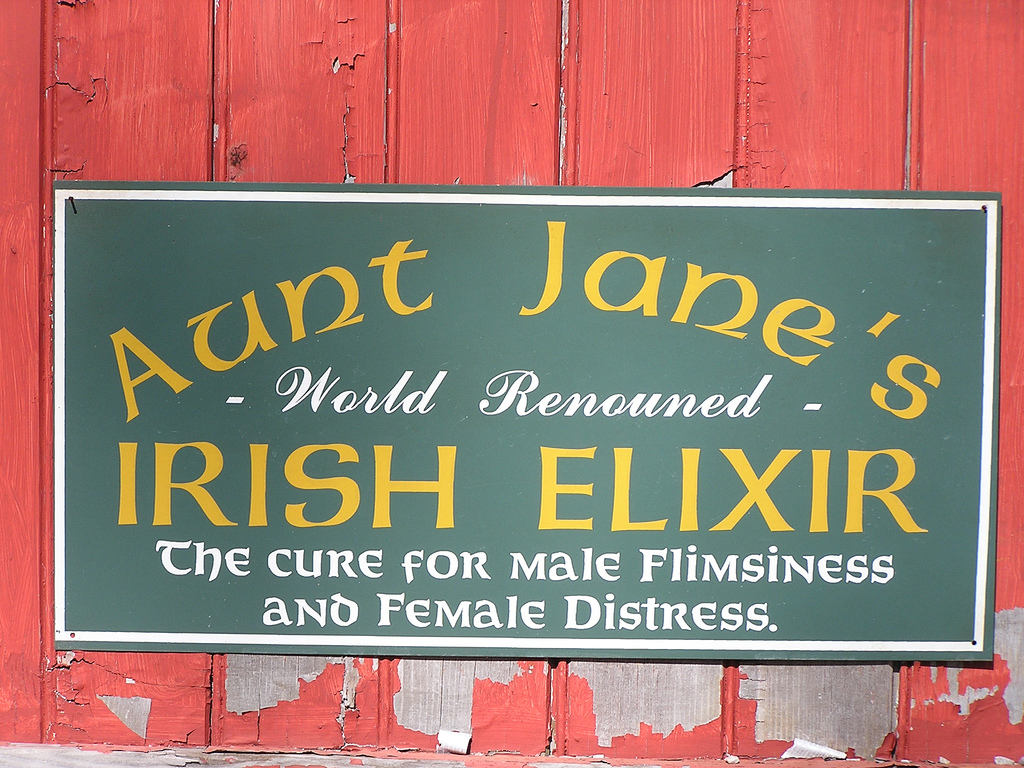 Aunt Jane's
- World Renouned -
IRISH ELIXIR
The cure for male Flimsiness
and Female Distress.